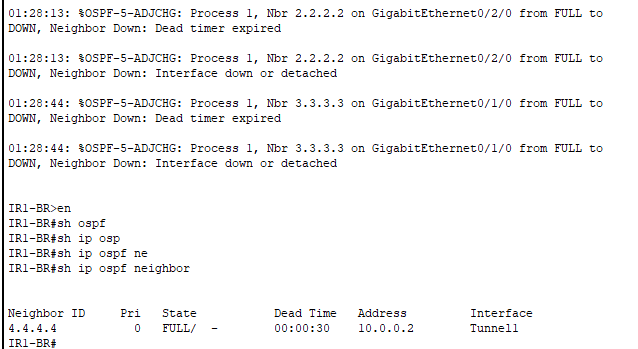 01:28:13: %OSPF-5-ADJCHG: Process 1, Nbr 2.2.2.2 on GigabitEthernet0/2/0 from FULL to
DOWN, Neighbor Down: Dead timer expired
01:28:13: %OSPF-5-ADJCHG: Process 1, Nbr 2.2.2.2 on GigabitEthernet0/2/0 from FULL to
DOWN, Neighbor Down: Interface down or detached
01:28:44: %OSPF-5-ADJCHG: Process 1, Nbr 3.3.3.3 on GigabitEthernet0/1/0 from FULL to
DOWN, Neighbor Down: Dead timer expired
01:28:44: %OSPF-5-ADJCHG: Process 1, Nbr 3.3.3.3 on GigabitEthernet0/1/0 from FULL to
DOWN, Neighbor Down: Interface down or detached
IR1-BR>en
IR1-BR#sh ospf
IR1-BR#sh ip osp
IR1-BR#sh ip ospf ne
IR1-BR#sh ip ospf neighbor
Neighbor ID     Pri   State           Dead Time   Address         Interface
4.4.4.4           0   FULL/  -        00:00:30    10.0.0.2        Tunnel1
IR1-BR#